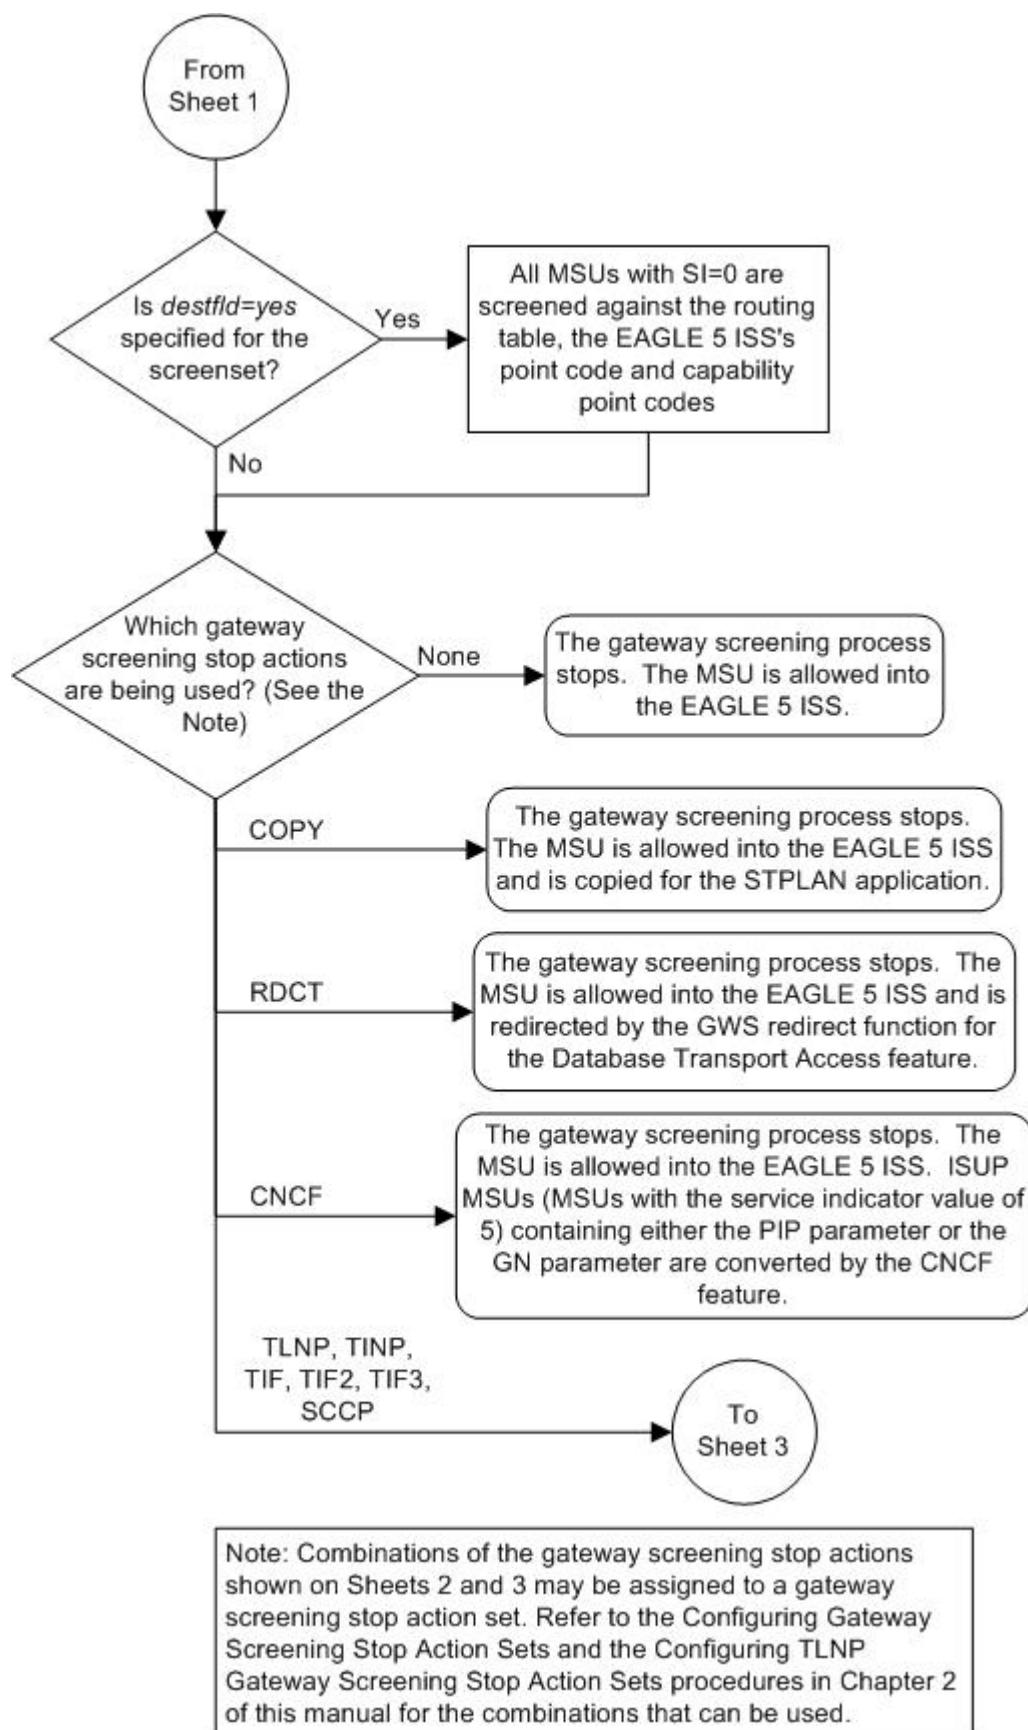 From
Sheet 1
Is destfld=yes
specified for the
screenset?
Yes
All MSUs with SI=0 are
screened against the routing
table, the EAGLE 5 ISS's
point code and capability
point codes
No
Which gateway
screening stop actions
are being used? (See the
Note)
None
The gateway screening process
stops. The MSU is allowed into
the EAGLE 5 ISS.
COPY
The gateway screening process stops.
The MSU is allowed into the EAGLE 5 ISS
and is copied for the STPLAN application.
RDCT
The gateway screening process stops. The
MSU is allowed into the EAGLE 5 ISS and is
redirected by the GWS redirect function for
the Database Transport Access feature.
CNCF
The gateway screening process stops. The
MSU is allowed into the EAGLE 5 ISS. ISUP
MSUs (MSUs with the service indicator value of
5) containing either the PIP parameter or the
GN parameter are converted by the CNCF
feature.
TLNP, TINP,
TIF, TIF2, TIF3,
SCCP
To
Sheet 3
Note: Combinations of the gateway screening stop actions
shown on Sheets 2 and 3 may be assigned to a gateway
screening stop action set. Refer to the Configuring Gateway
Screening Stop Action Sets and the Configuring TLNP
Gateway Screening Stop Action Sets procedures in Chapter 2
of this manual for the combinations that can be used.